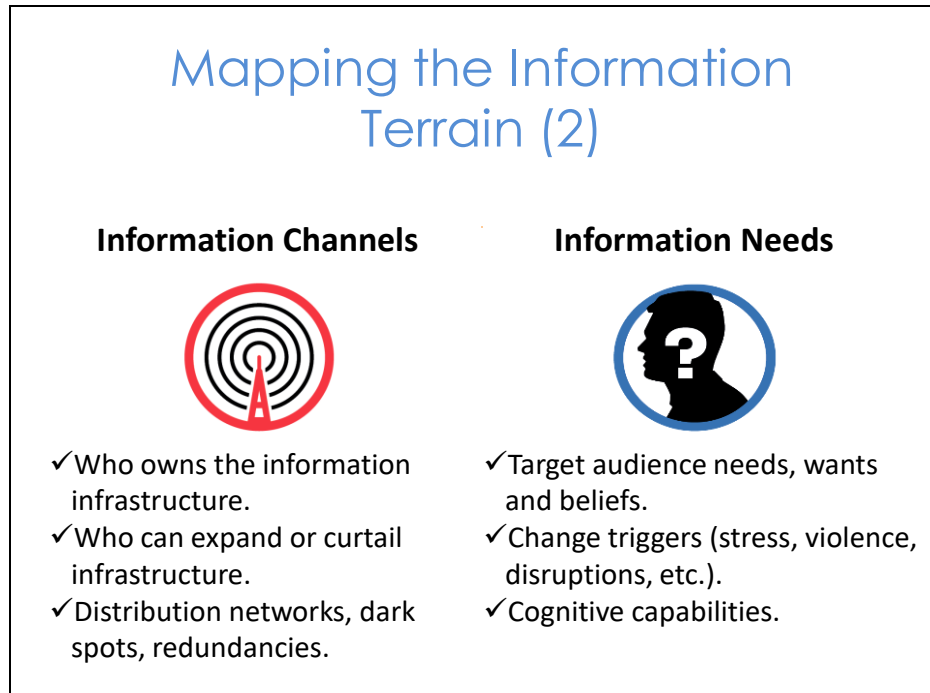 Mapping the Information
Terrain (2)
Information Channels
✓Who owns the information
infrastructure.
✓Who can expand or curtail
infrastructure.
✓Distribution networks, dark
spots, redundancies.
Information Needs
?
✓Target audience needs, wants
and beliefs.
✓Change triggers (stress, violence,
disruptions, etc.).
✓Cognitive capabilities.